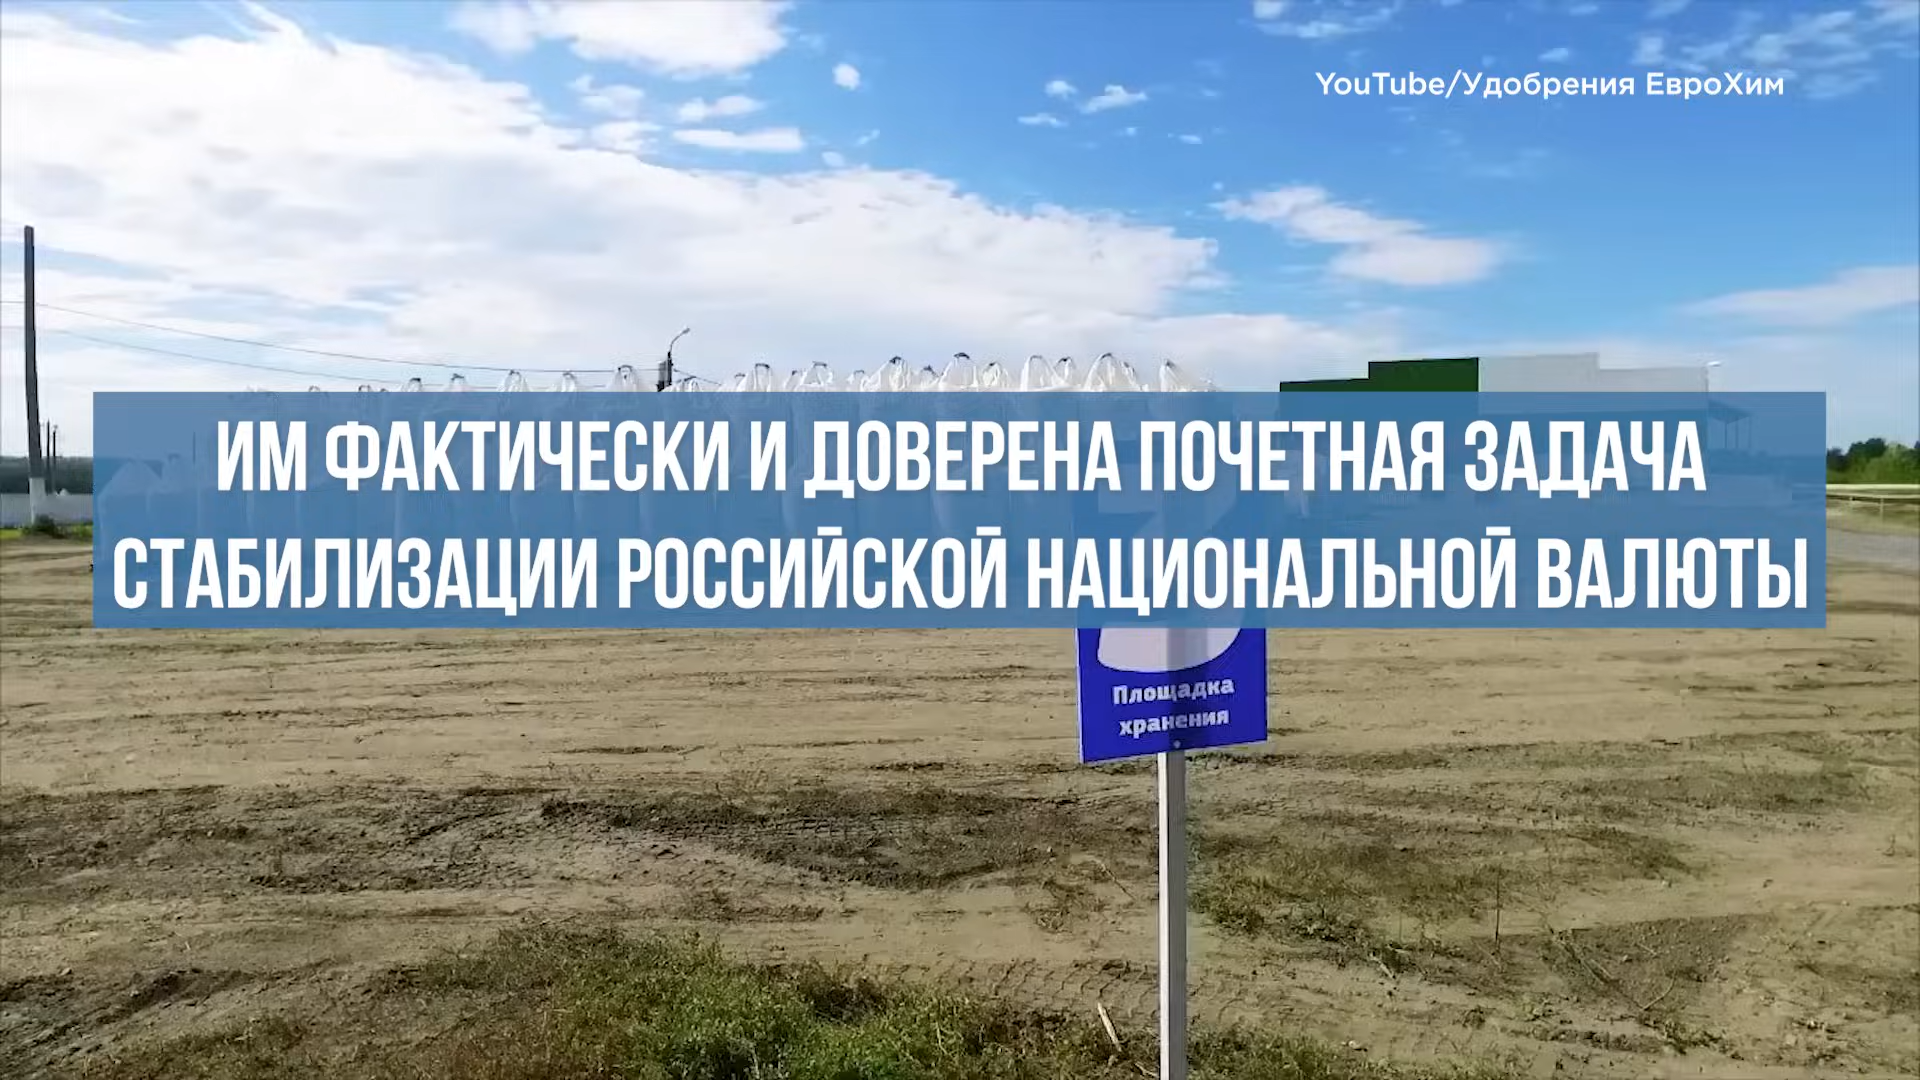 YouTube/Удобрения ЕвроХим
ИМ ФАКТИЧЕСКИ И ДОВЕРЕНА ПОЧЕТНАЯ ЗАДАЧА
СТАБИЛИЗАЦИИ РОССИЙСКОЙ НАЦИОНАЛЬНОЙ ВАЛЮТЫ
Площадка
хранения